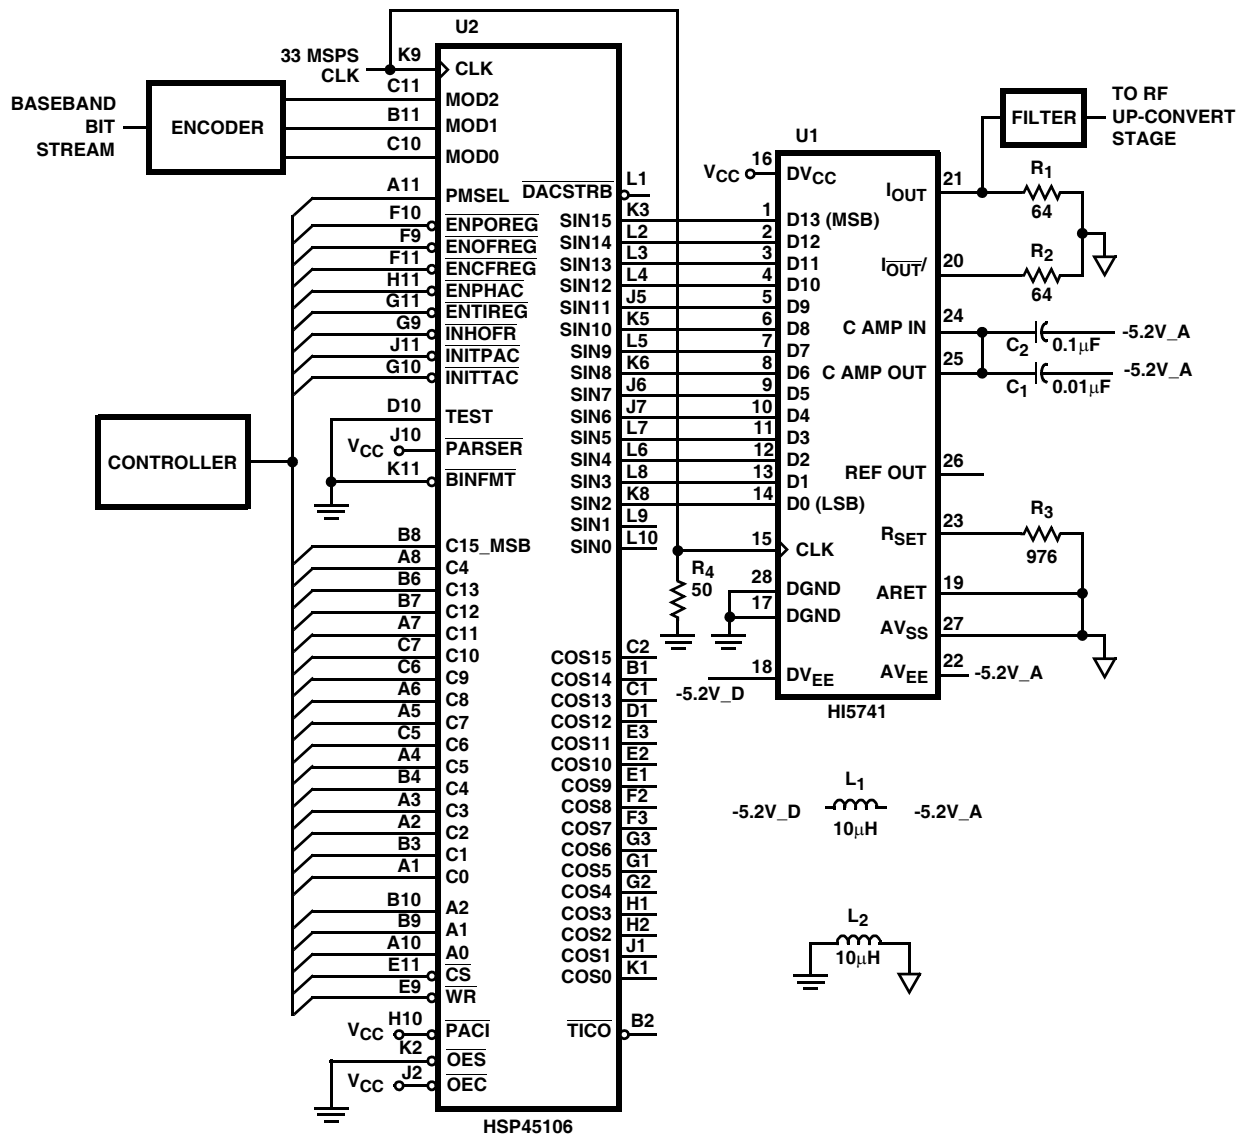 U2
33 MSPS
CLK
K9
CLK
BASEBAND
BIT
STREAM
ENCODER
C11
MOD2
B11
MOD1
C10
MOD0
A11
PMSEL
F10
ENPOREG
F9
ENOFREG
F11
ENCFREG
H11
ENPHAC
G11
ENTIREG
G9
INHOFR
J11
INITPAC
G10
INITTAC
D10
TEST
VCC
J10
PARSER
K11
BINFMT
CONTROLLER
B8
C15_MSB
A8
C4
B6
C13
B7
C12
A7
C11
C7
C10
C6
C9
A6
C8
A5
C7
C5
C6
A4
C5
B4
C4
A3
C3
A2
C2
B3
C1
A1
C0
B10
A2
B9
A1
A10
A0
E11
CS
E9
WR
VCC
H10
PACI
K2
OES
VCC
J2
OEC
HSP45106
DACSTRB
L1
SIN15
K3
SIN14
L2
SIN13
L3
SIN12
L4
SIN11
J5
SIN10
K5
SIN9
L5
SIN8
K6
SIN7
J6
SIN6
J7
SIN5
L7
SIN4
L6
SIN3
L8
SIN2
K8
SIN1
L9
SIN0
L10
COS15
C2
COS14
B1
COS13
C1
COS12
D1
COS11
E3
COS10
E2
COS9
E1
COS8
F2
COS7
F3
COS6
G3
COS5
G1
COS4
G2
COS3
H1
COS2
H2
COS1
J1
COS0
K1
TICO
B2
R4
50
U1
VCC
16
DVCC
1
D13 (MSB)
2
D12
3
D11
4
D10
5
D9
6
D8
7
D7
8
D6
9
D5
10
D4
11
D3
12
D2
13
D1
14
D0 (LSB)
15
CLK
28
DGND
17
DGND
18
DVEE
-5.2V_D
HI5741
FILTER
TO RF
UP-CONVERT
STAGE
IOUT
21
R1
64
IOUT/
20
R2
64
C AMP IN
24
C2
0.1µF
-5.2V_A
C AMP OUT
25
C1
0.01µF
-5.2V_A
REF OUT
26
RSET
23
R3
976
ARET
19
AVSS
27
AVEE
22
-5.2V_A
L1
-5.2V_D
10µH
-5.2V_A
L2
10µH